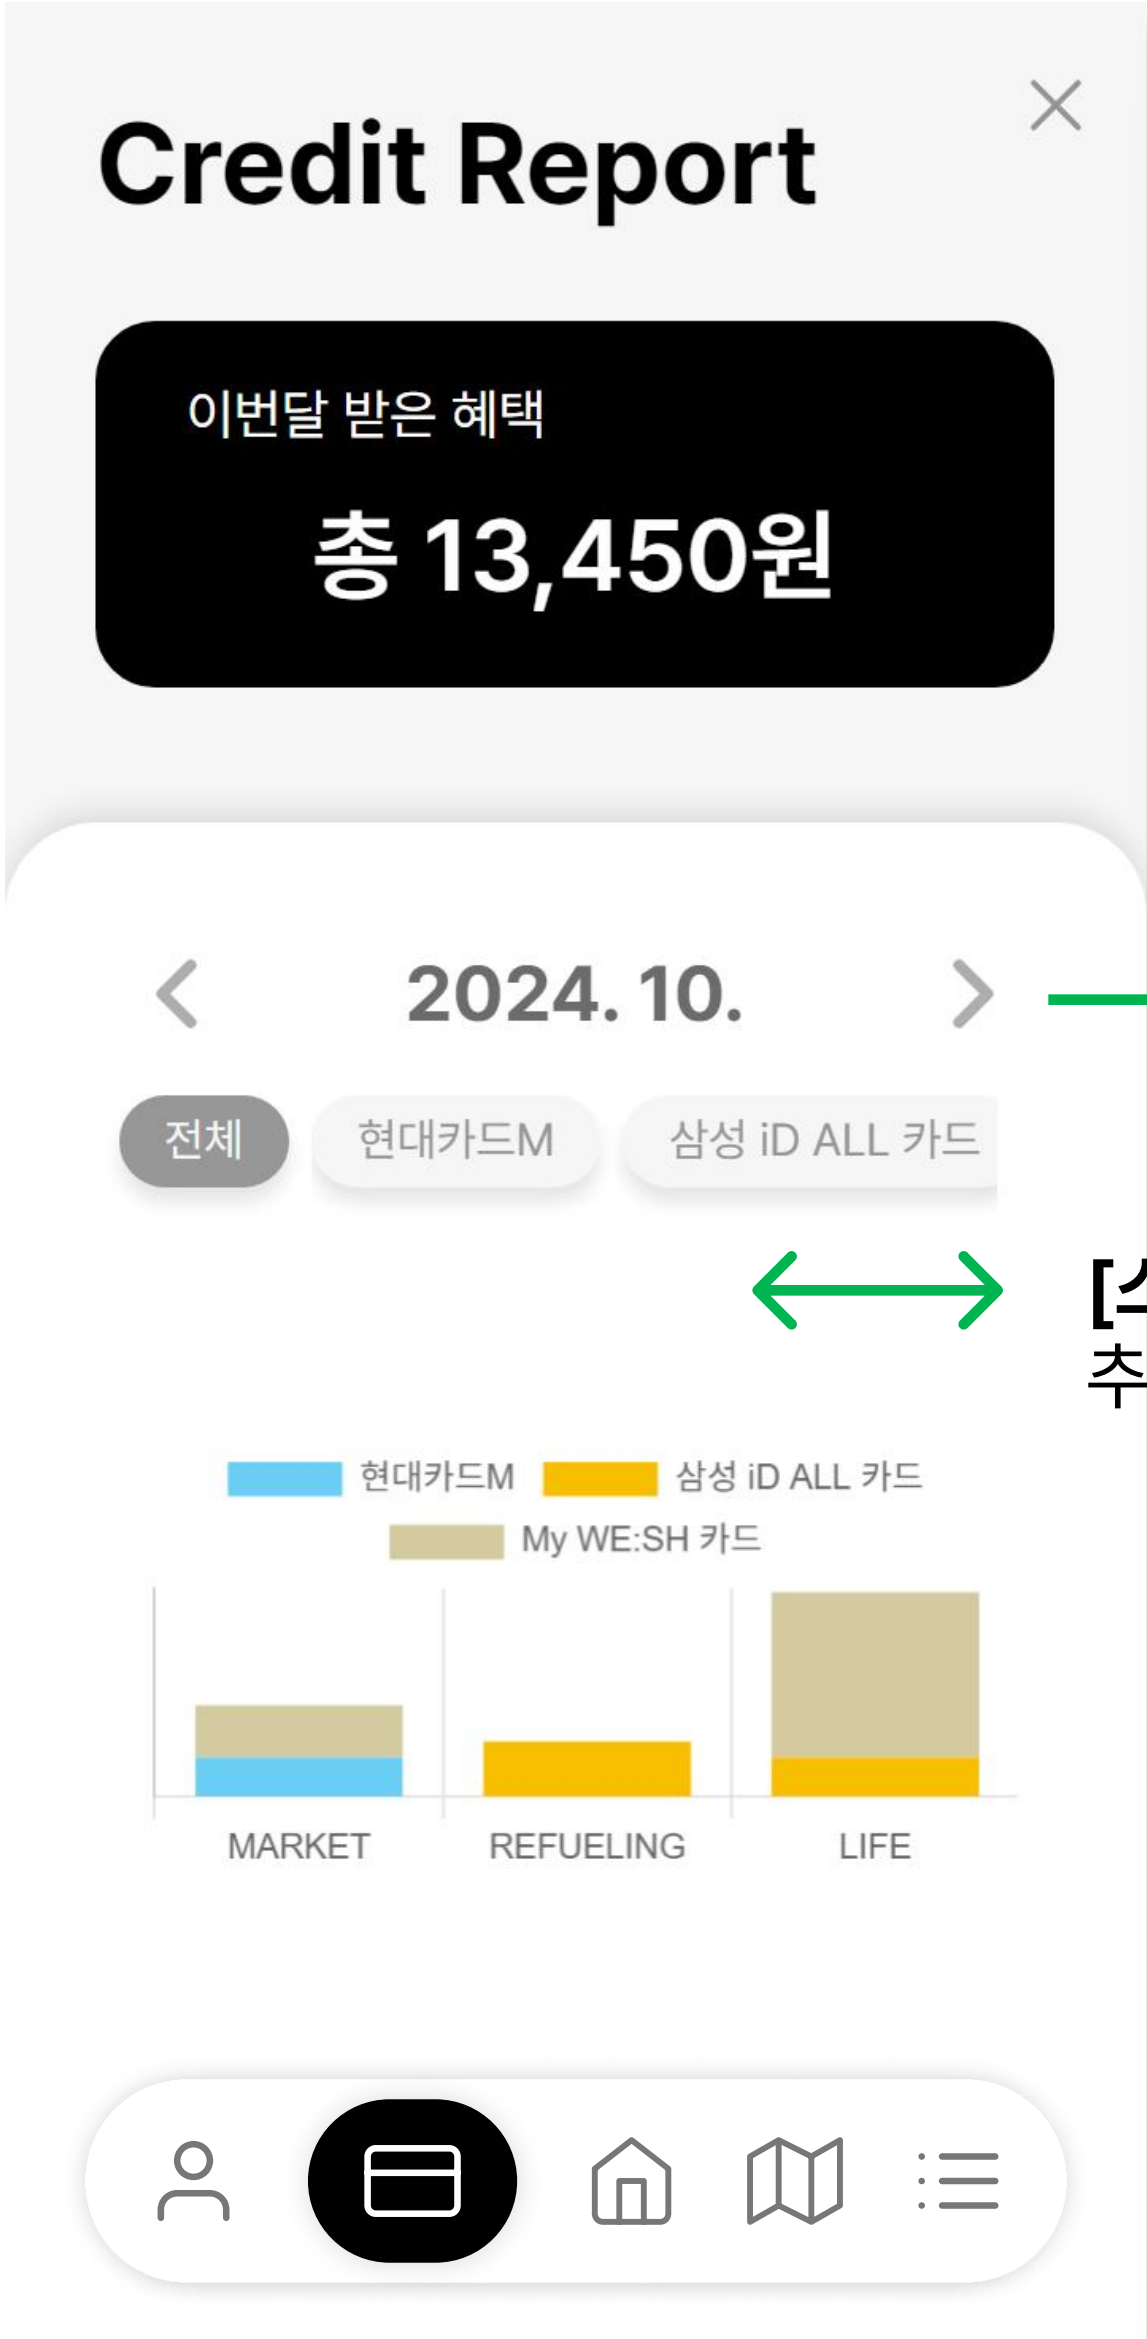 Credit Report
이번달 받은 혜택
총 13,450원
2024. 10.
전체 현대카드M 삼성 iD ALL 카드
추
현대카드M 삼성 iD ALL 카드
My WE:SH 카드
MARKET REFUELING LIFE